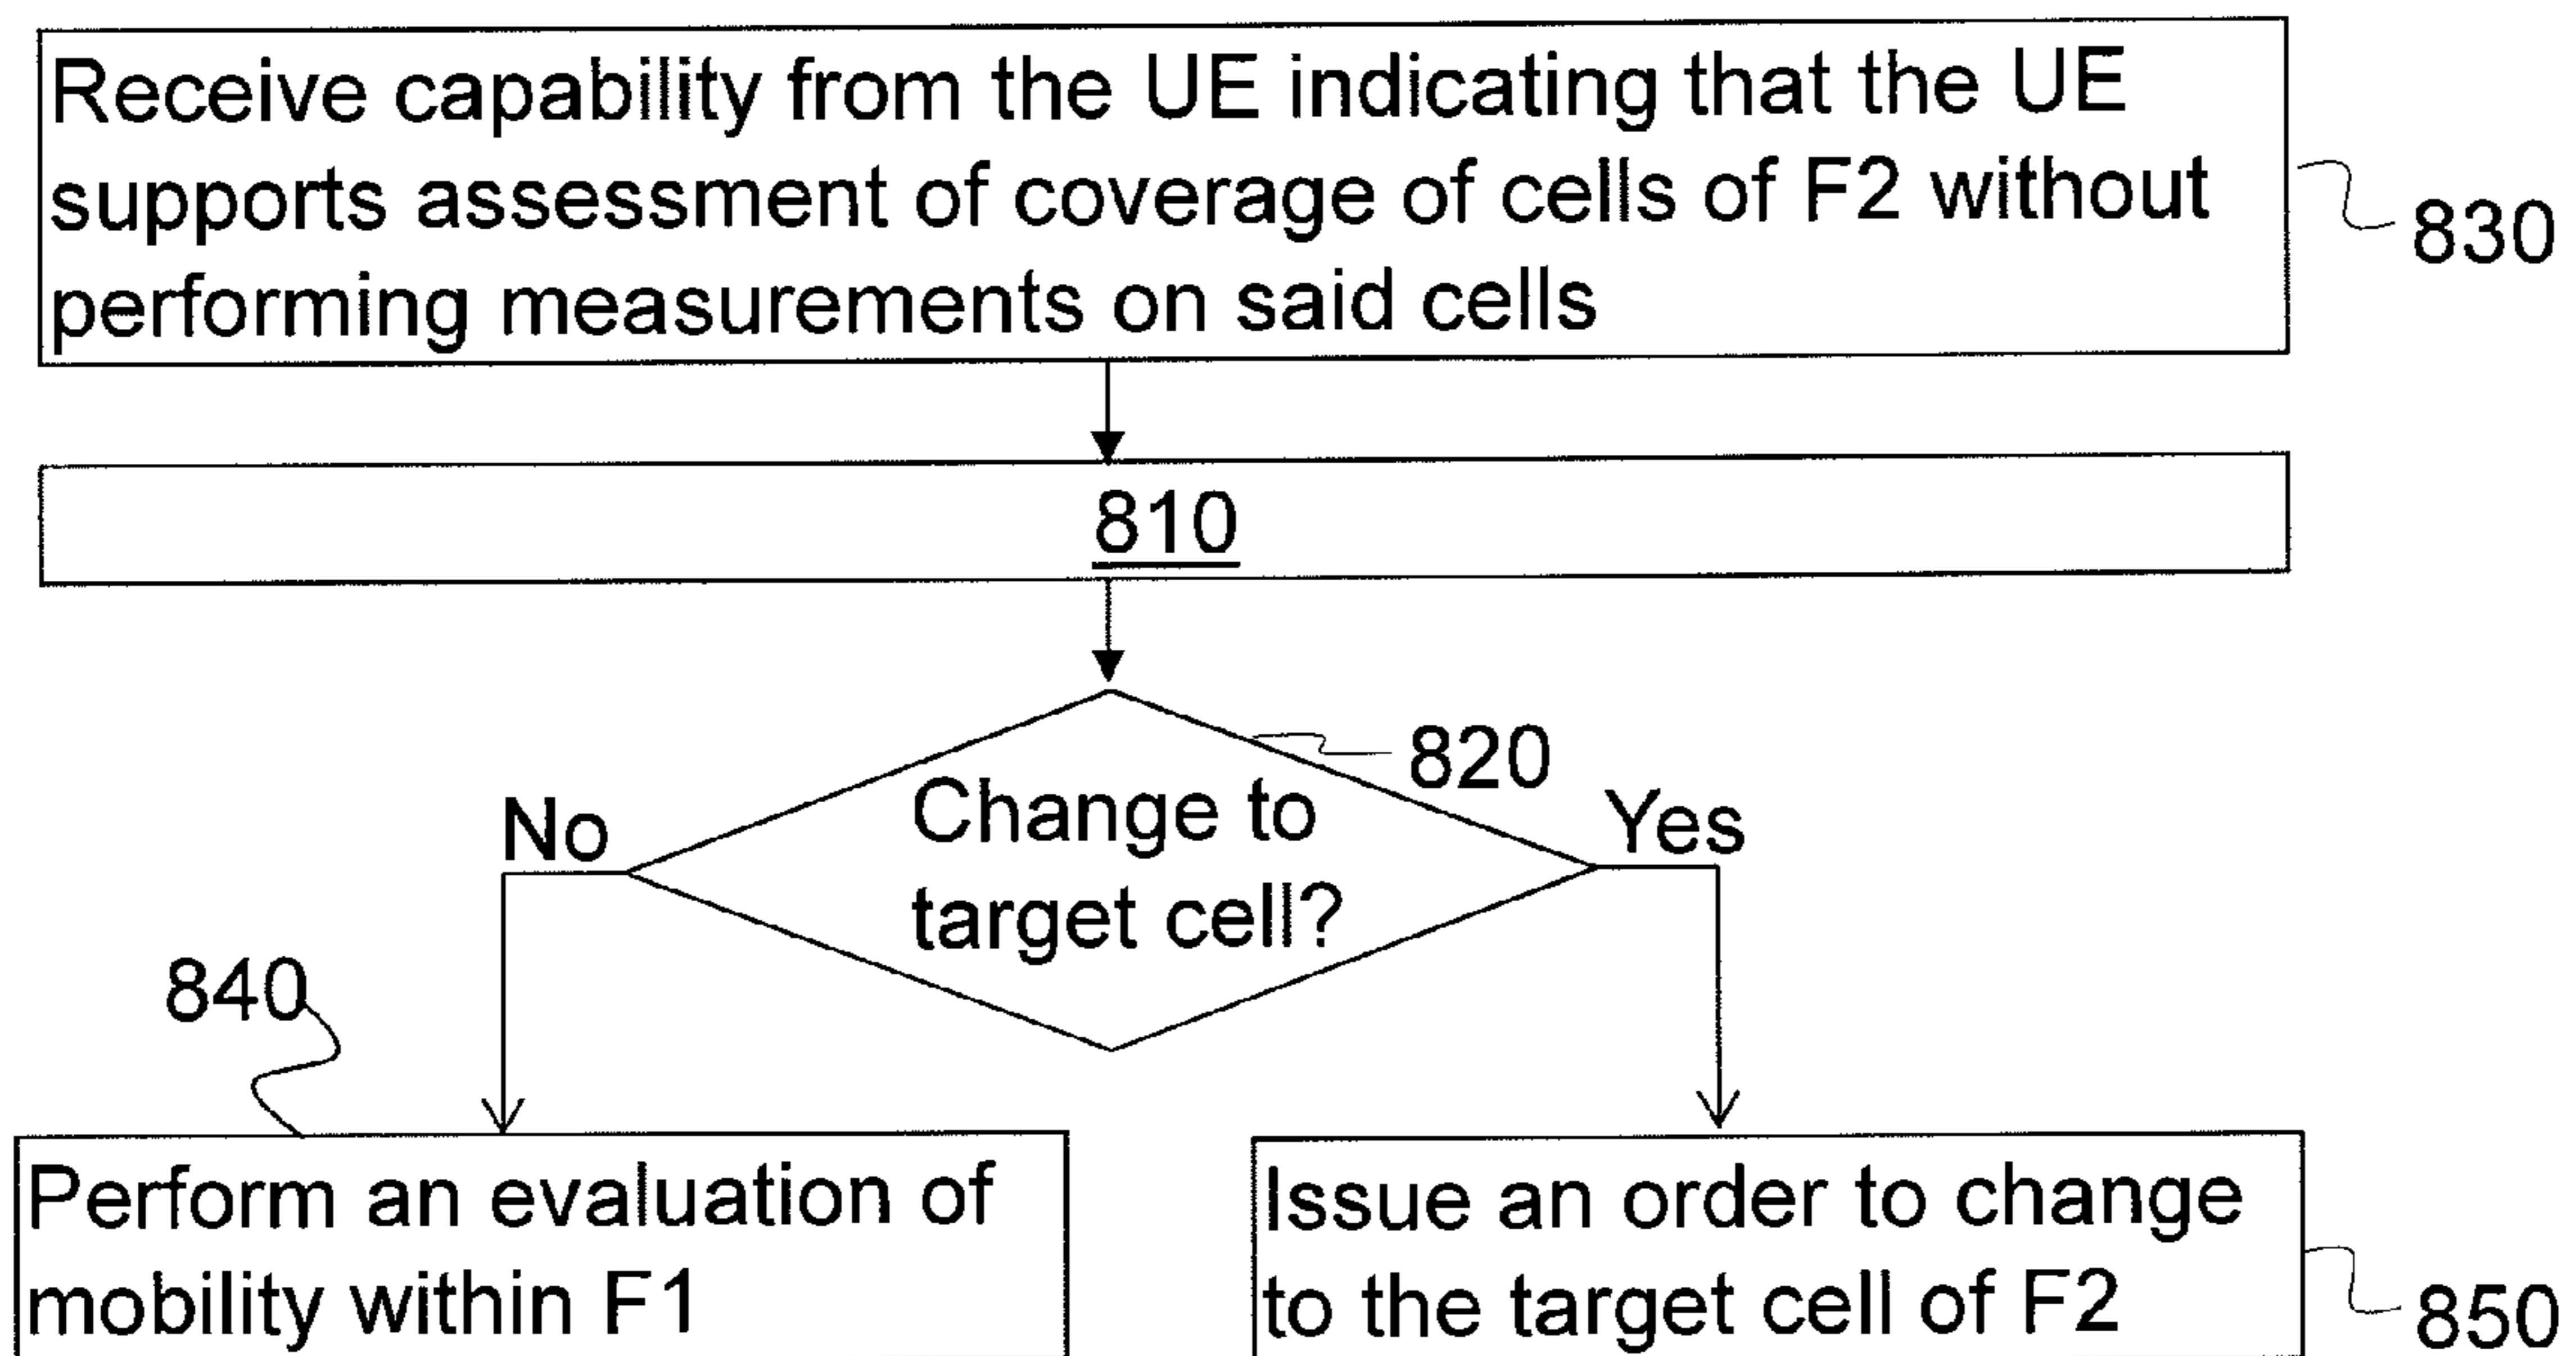 Receive capability from the UE indicating that the UE
supports assessment of coverage of cells of F2 without
performing measurements on said cells
830
810
820
Change to
target cell?
No
Yes
840
Perform an evaluation of
mobility within F1
Issue an order to change
to the target cell of F2
850